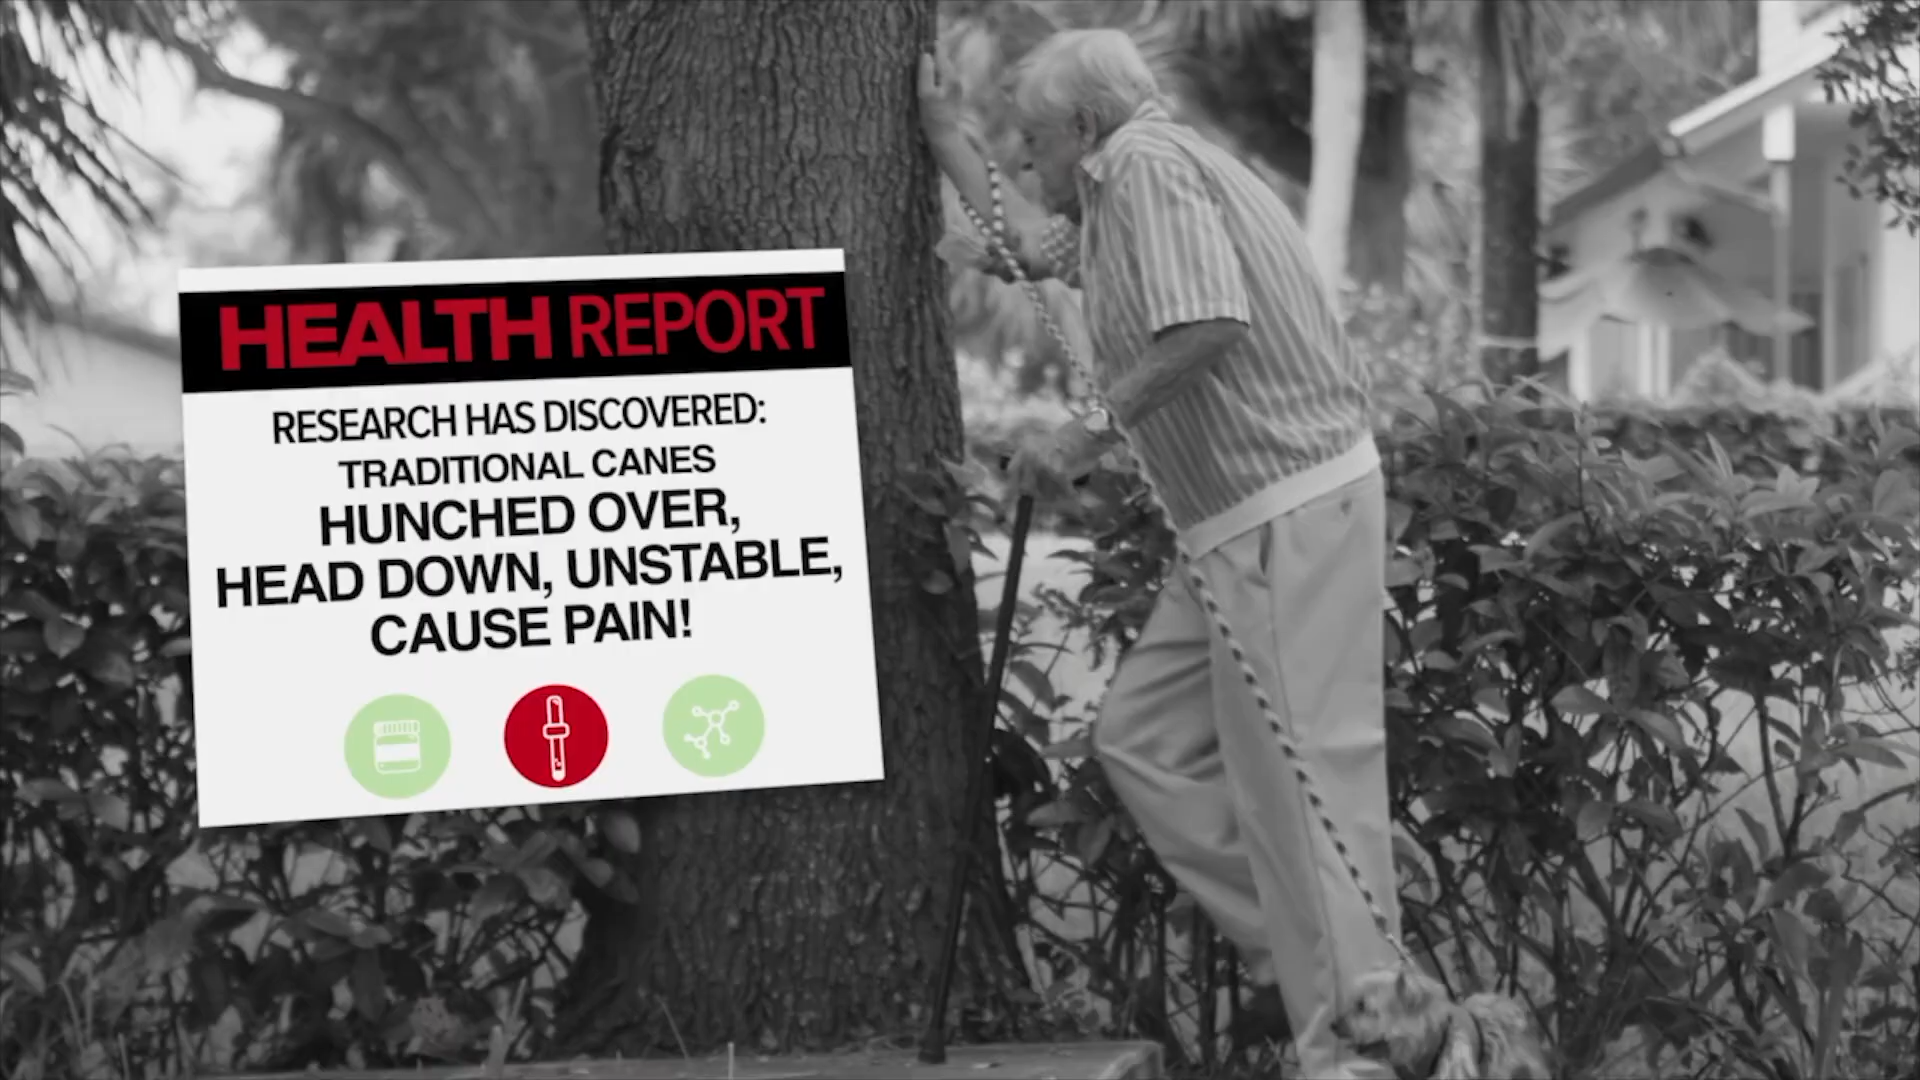 HEALTH REPORT
RESEARCH HAS DISCOVERED:
TRADITIONAL CANES
HUNCHED OVER,
HEAD DOWN, UNSTABLE,
CAUSE PAIN!